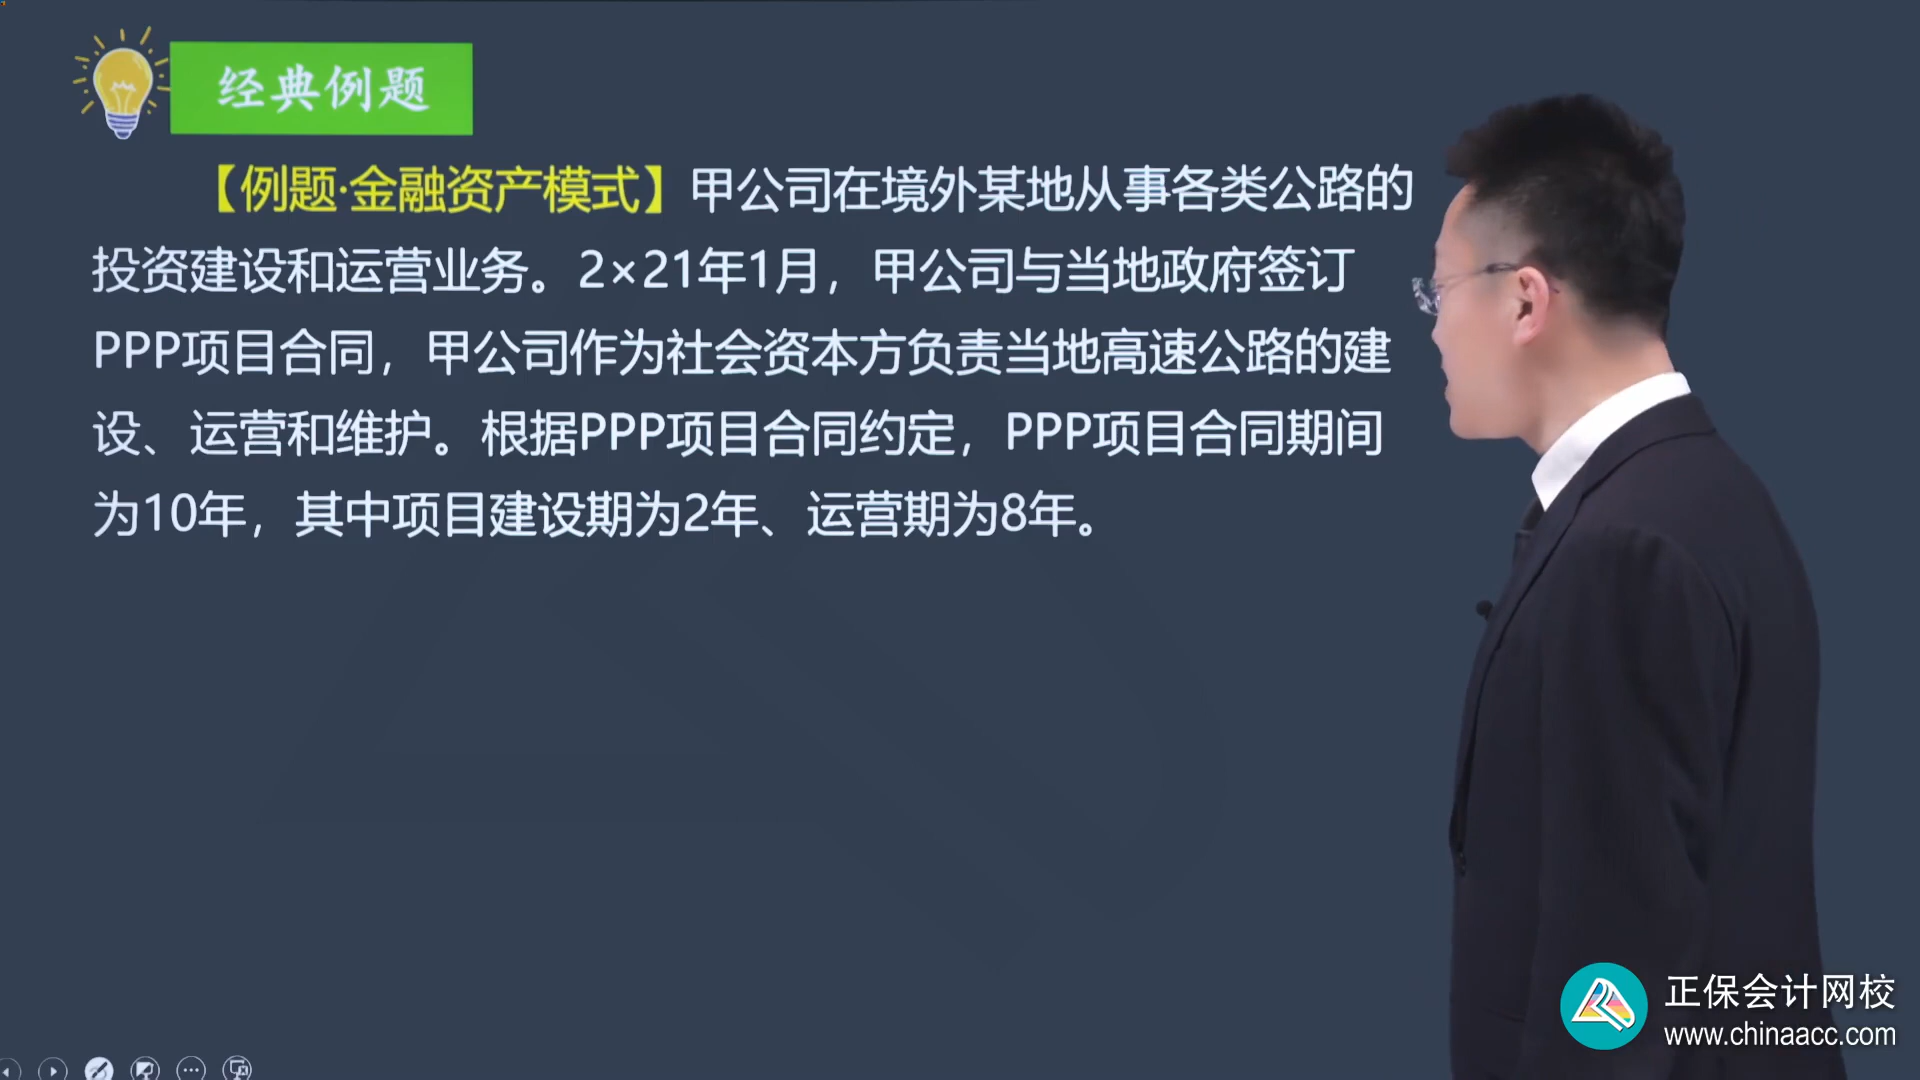 经典例题
【例题·金融资产模式】甲公司在境外某地从事各类公路的
投资建设和运营业务。2×21年1月，甲公司与当地政府签订
PPP项目合同，甲公司作为社会资本方负责当地高速公路的建
设、运营和维护。根据PPP项目合同约定，PPP项目合同期间
为10年，其中项目建设期为2年、运营期为8年。
正保会计网校
www.chinaacc.com